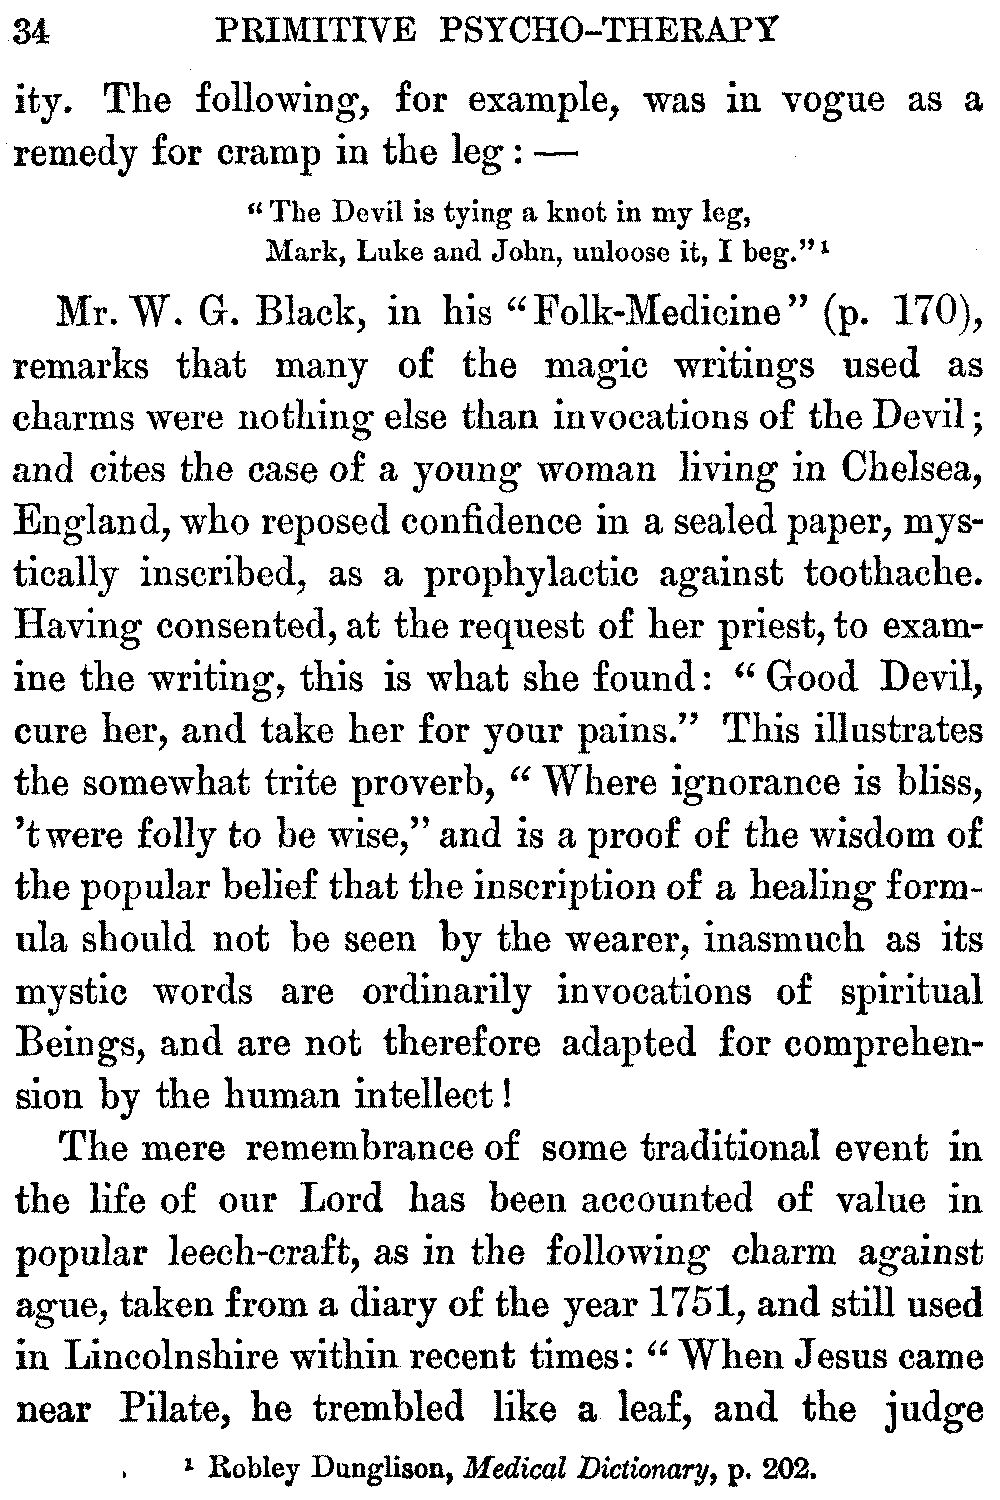 34 PRIMITIVE PSYCHO-THERAPY
ity. The following, for example, was in vogue as a
remedy for cramp in the leg: —
“The Devil is tying a knot in my leg,
Mark, Luke and John, unloose it, I beg.” ¹
Mr. W. G. Black, in his “Folk-Medicine” (p. 170),
remarks that many of the magic writings used as
charms were nothing else than invocations of the Devil;
and cites the case of a young woman living in Chelsea,
England, who reposed confidence in a sealed paper, mys-
tically inscribed, as a prophylactic against toothache.
Having consented, at the request of her priest, to exam-
ine the writing, this is what she found: “Good Devil,
cure her, and take her for your pains.” This illustrates
the somewhat trite proverb, “Where ignorance is bliss,
’twere folly to be wise,” and is a proof of the wisdom of
the popular belief that the inscription of a healing form-
ula should not be seen by the wearer, inasmuch as its
mystic words are ordinarily invocations of spiritual
Beings, and are not therefore adapted for comprehen-
sion by the human intellect!
The mere remembrance of some traditional event in
the life of our Lord has been accounted of value in
popular leech-craft, as in the following charm against
ague, taken from a diary of the year 1751, and still used
in Lincolnshire within recent times: “When Jesus came
near Pilate, he trembled like a leaf, and the judge
¹ Robley Dunglison, Medical Dictionary, p. 202.